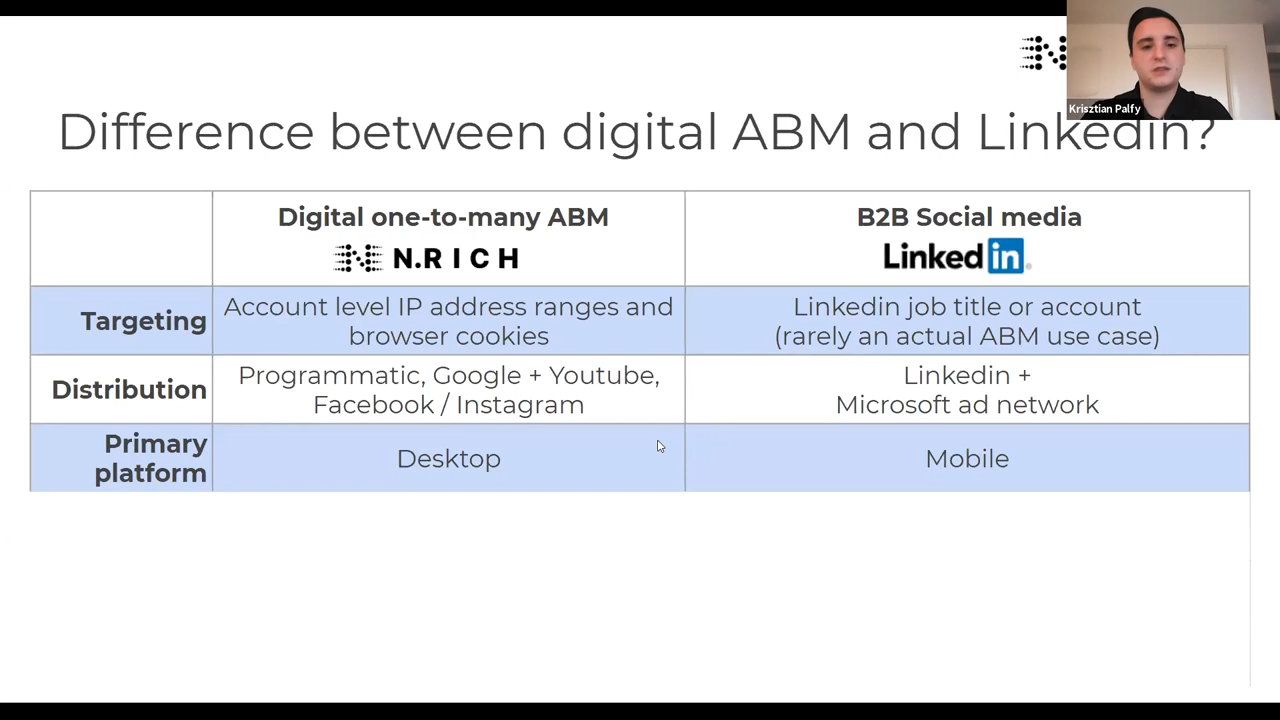 Krisztian Palfy
Difference between digital ABM and Linkedin?
Digital one-to-many ABM
N.RICH
B2B Social media
Linkedin
Targeting
Account level IP address ranges and
browser cookies
Linkedin job title or account
(rarely an actual ABM use case)
Distribution
Programmatic, Google + Youtube,
Facebook / Instagram
Linkedin +
Microsoft ad network
Primary
platform
Desktop
Mobile